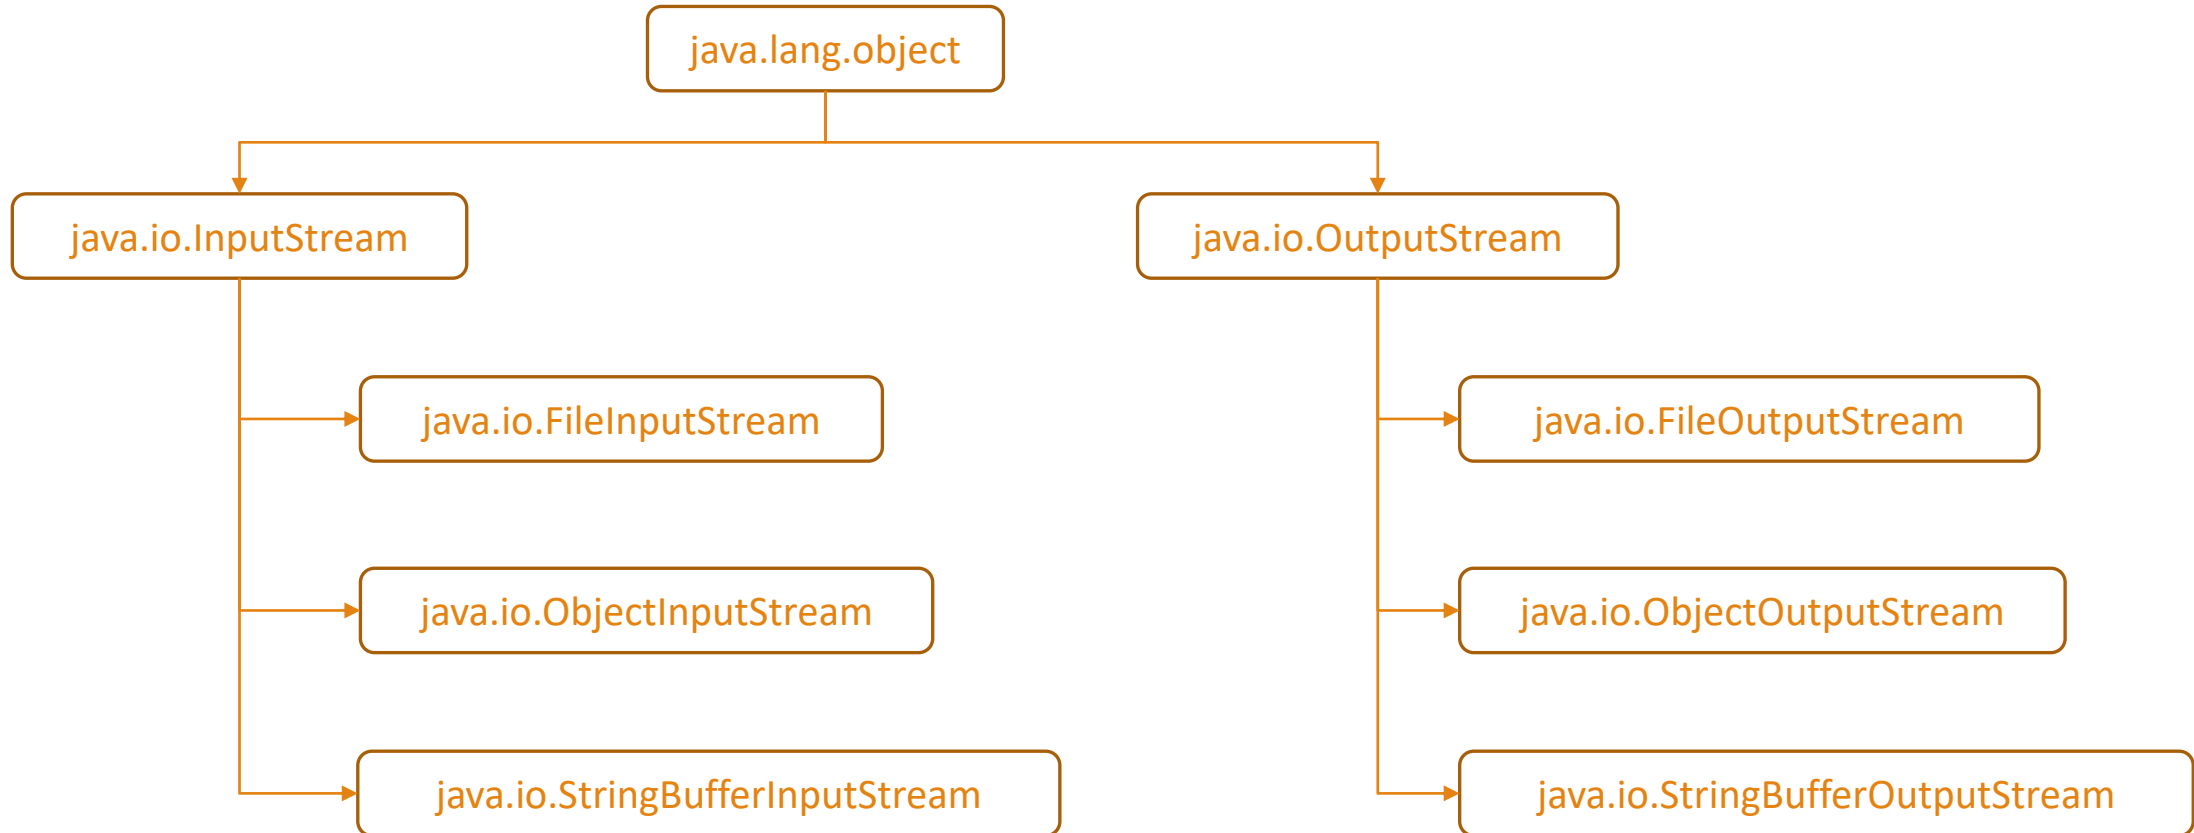 java.lang.object
java.io.InputStream
java.io.OutputStream
java.io.FileInputStream
java.io.FileOutputStream
java.io.ObjectInputStream
java.io.ObjectOutputStream
java.io.StringBufferInputStream
java.io.StringBufferOutputStream